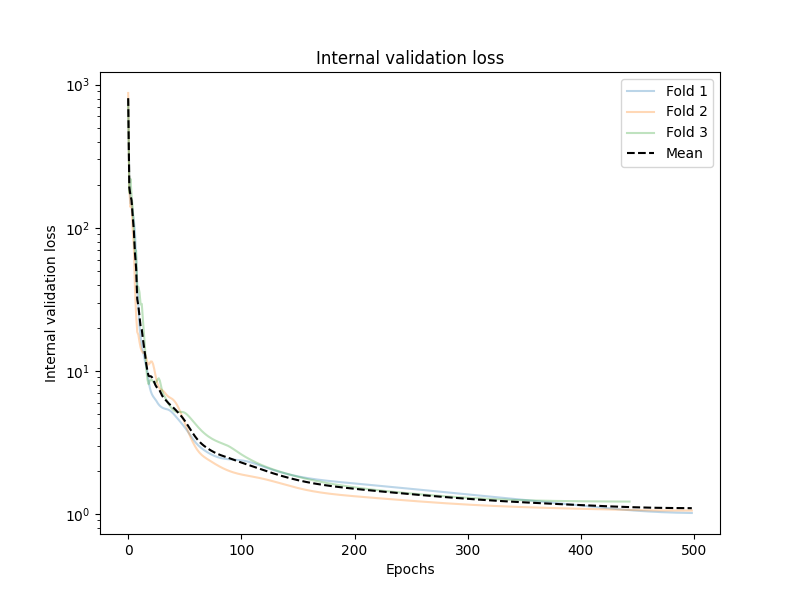 Internal validation loss
Fold 1
Fold 2
Fold 3
Mean
Internal validation loss
10³
10²
10¹
10⁰
0 100 200 300 400 500
Epochs